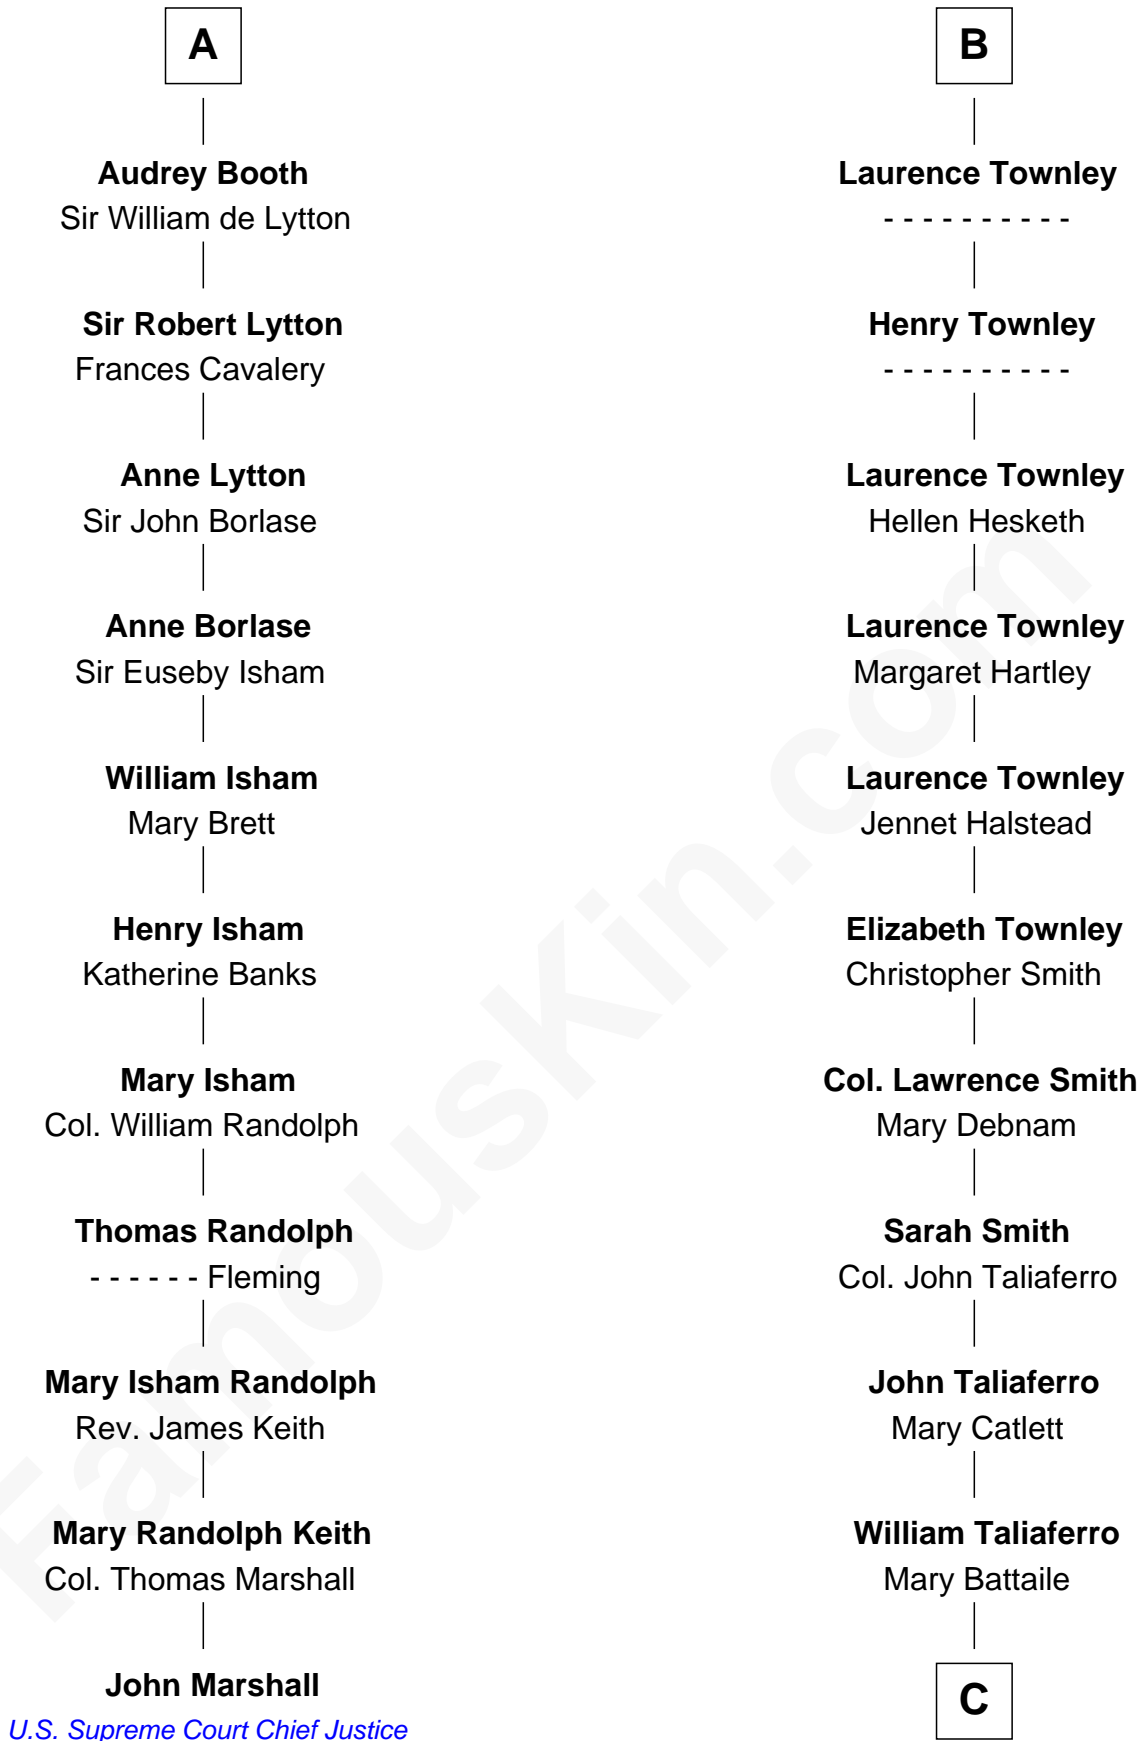 A
Audrey Booth
Sir William de Lytton
Sir Robert Lytton
Frances Cavalery
Anne Lytton
Sir John Borlase
Anne Borlase
Sir Euseby Isham
William Isham
Mary Brett
Henry Isham
Katherine Banks
Mary Isham
Col. William Randolph
Thomas Randolph
- - - - - - Fleming
Mary Isham Randolph
Rev. James Keith
Mary Randolph Keith
Col. Thomas Marshall
John Marshall
U.S. Supreme Court Chief Justice
B
Laurence Townley
- - - - - - - - - -
Henry Townley
- - - - - - - - - -
Laurence Townley
Hellen Hesketh
Laurence Townley
Margaret Hartley
Laurence Townley
Jennet Halstead
Elizabeth Townley
Christopher Smith
Col. Lawrence Smith
Mary Debnam
Sarah Smith
Col. John Taliaferro
John Taliaferro
Mary Catlett
William Taliaferro
Mary Battaile
C
FamousKin.com